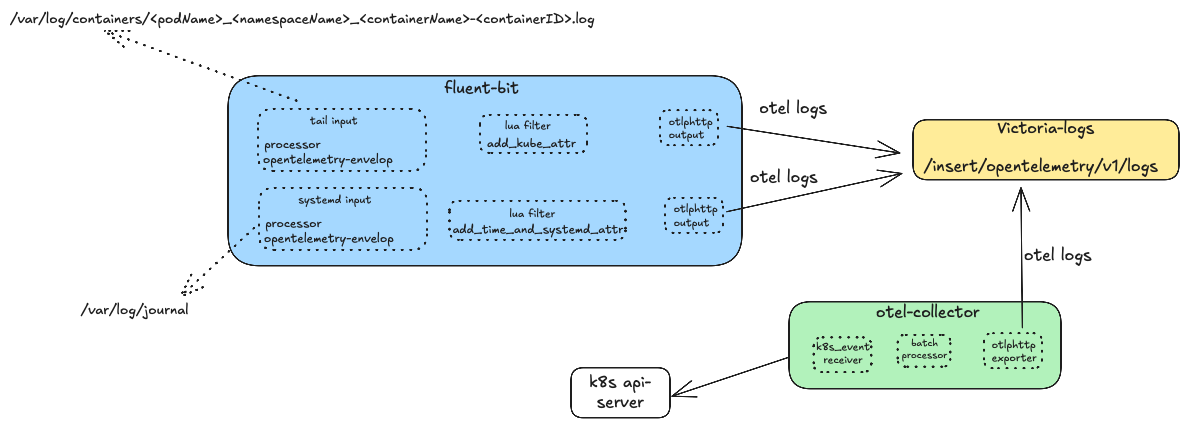 /var/log/containers/<podName>_<namespaceName>_<containerName>-<containerID>.log
fluent-bit
tail input
processor
opentelemetry-envelop
lua filter
add_kube_attr
otlphttp
output
otel logs
Victoria-logs
/insert/opentelemetry/v1/logs
systemd input
processor
opentelemetry-envelop
lua filter
add_time_and_systemd_attr
otlphttp
output
otel logs
otel logs
/var/log/journal
otel-collector
k8s_event
receiver
batch
processor
otlphttp
exporter
k8s api-
server